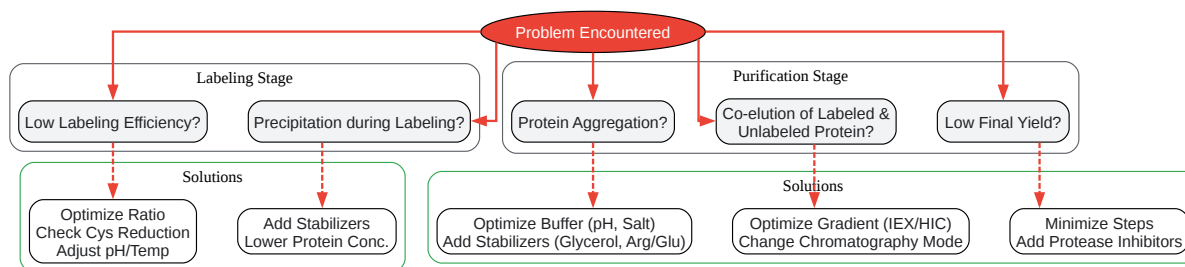 Problem Encountered
Labeling Stage
Purification Stage
Low Labeling Efficiency?
Precipitation during Labeling?
Protein Aggregation?
Co-elution of Labeled &
Unlabeled Protein?
Low Final Yield?
Solutions
Solutions
Optimize Ratio
Check Cys Reduction
Adjust pH/Temp
Add Stabilizers
Lower Protein Conc.
Optimize Buffer (pH, Salt)
Add Stabilizers (Glycerol, Arg/Glu)
Optimize Gradient (IEX/HIC)
Change Chromatography Mode
Minimize Steps
Add Protease Inhibitors